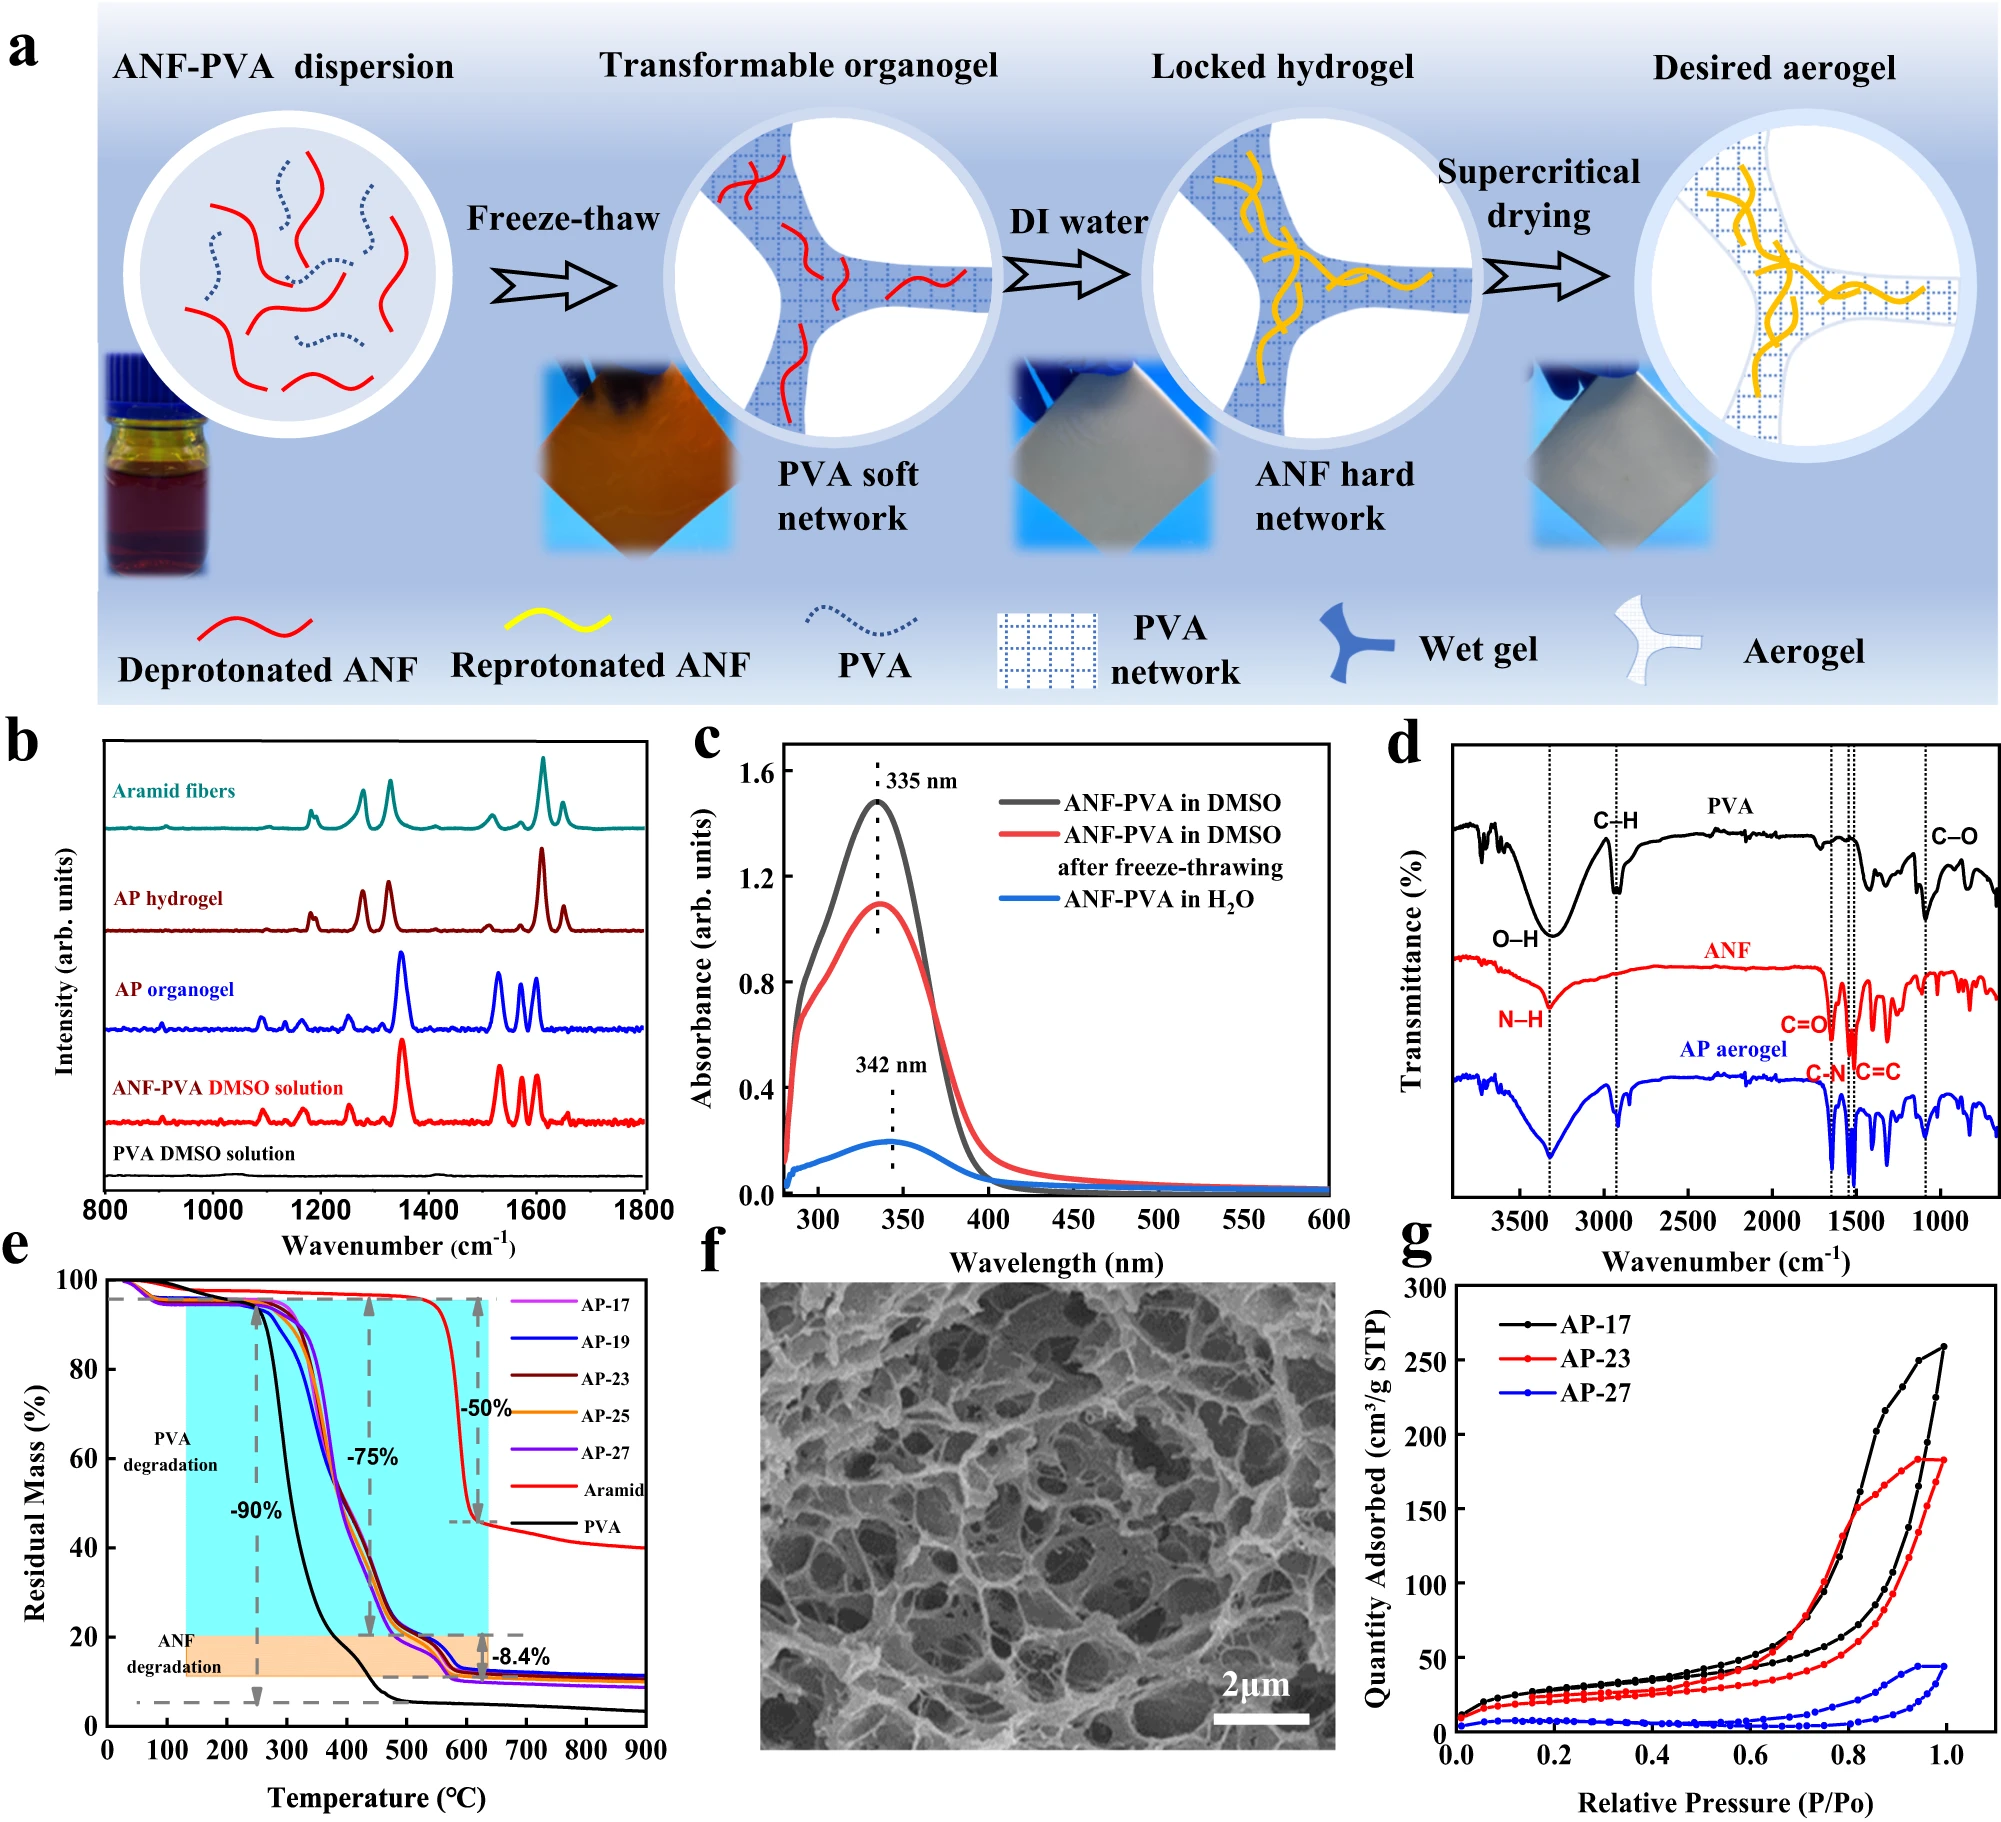 a
ANF-PVA dispersion
Transformable organogel
Locked hydrogel
Desired aerogel
Freeze-thaw
DI water
Supercritical
drying
PVA soft
network
ANF hard
network
Deprotonated ANF
Reprotonated ANF
PVA
PVA
network
Wet gel
Aerogel
b
Aramid fibers
AP hydrogel
AP organogel
ANF-PVA DMSO solution
PVA DMSO solution
Intensity (arb. units)
800 1000 1200 1400 1600 1800
Wavenumber (cm⁻¹)
c
335 nm
342 nm
ANF-PVA in DMSO
ANF-PVA in DMSO
after freeze-thrawing
ANF-PVA in H₂O
Absorbance (arb. units)
1.6
1.2
0.8
0.4
0.0
300 350 400 450 500 550 600
Wavelength (nm)
d
PVA
C–H
C–O
O–H
ANF
N–H
C=O
AP aerogel
C-N
C=C
Transmittance (%)
3500 3000 2500 2000 1500 1000
Wavenumber (cm⁻¹)
e
100
80
60
40
20
0
Residual Mass (%)
AP-17
AP-19
AP-23
AP-25
AP-27
Aramid
PVA
-50%
-75%
-90%
-8.4%
PVA
degradation
ANF
degradation
0 100 200 300 400 500 600 700 800 900
Temperature (℃)
f
2μm
g
300
250
200
150
100
50
0
Quantity Adsorbed (cm³/g STP)
AP-17
AP-23
AP-27
0.0 0.2 0.4 0.6 0.8 1.0
Relative Pressure (P/Po)